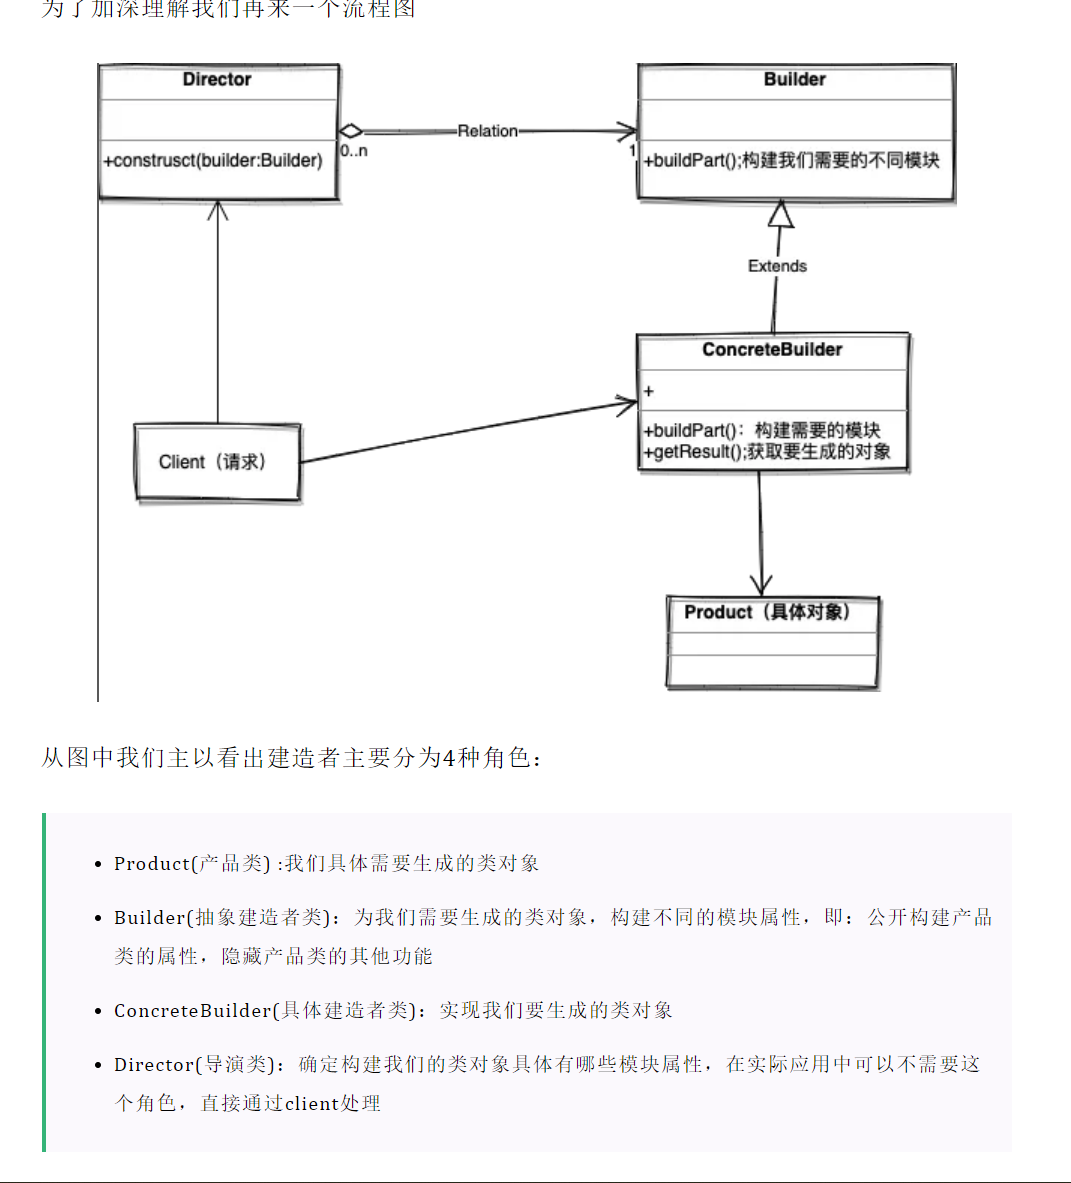 为了加深理解我们再来一个流程图
Director
Builder
Relation
0..n
1
+construsct(builder:Builder)
+buildPart();构建我们需要的不同模块
Extends
ConcreteBuilder
+
+buildPart()：构建需要的模块
+getResult();获取要生成的对象
Client（请求）
Product（具体对象）
从图中我们主以看出建造者主要分为4种角色：
• Product(产品类) :我们具体需要生成的类对象
• Builder(抽象建造者类)：为我们需要生成的类对象，构建不同的模块属性，即：公开构建产品
类的属性，隐藏产品类的其他功能
• ConcreteBuilder(具体建造者类)：实现我们要生成的类对象
• Director(导演类)：确定构建我们的类对象具体有哪些模块属性，在实际应用中可以不需要这
个角色，直接通过client处理